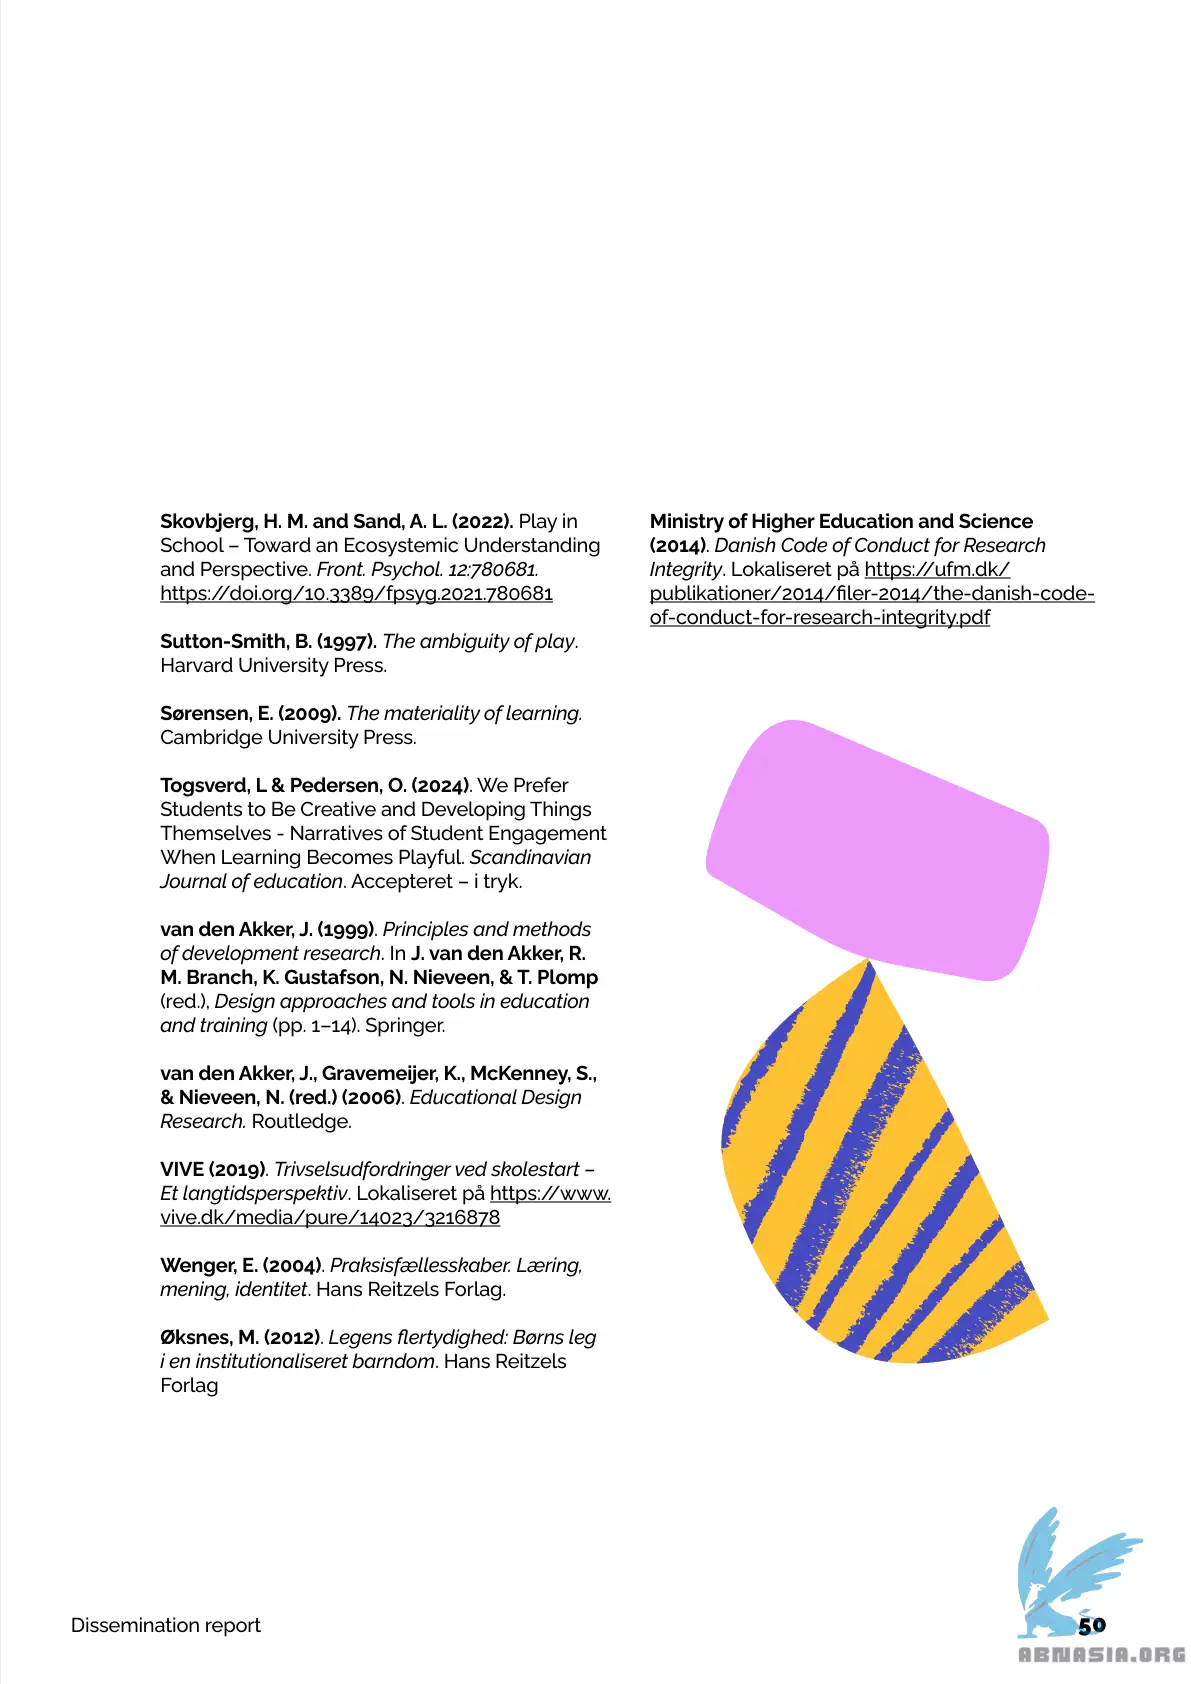 Skovbjerg, H. M. and Sand, A. L. (2022). Play in
School – Toward an Ecosystemic Understanding
and Perspective. Front. Psychol. 12:780681.
https://doi.org/10.3389/fpsyg.2021.780681
Sutton-Smith, B. (1997). The ambiguity of play.
Harvard University Press.
Sørensen, E. (2009). The materiality of learning.
Cambridge University Press.
Togsverd, L & Pedersen, O. (2024). We Prefer
Students to Be Creative and Developing Things
Themselves - Narratives of Student Engagement
When Learning Becomes Playful. Scandinavian
Journal of education. Accepteret – i tryk.
van den Akker, J. (1999). Principles and methods
of development research. In J. van den Akker, R.
M. Branch, K. Gustafson, N. Nieveen, & T. Plomp
(red.), Design approaches and tools in education
and training (pp. 1–14). Springer.
van den Akker, J., Gravemeijer, K., McKenney, S.,
& Nieveen, N. (red.) (2006). Educational Design
Research. Routledge.
VIVE (2019). Trivselsudfordringer ved skolestart –
Et langtidsperspektiv. Lokaliseret på https://www.
vive.dk/media/pure/14023/3216878
Wenger, E. (2004). Praksisfællesskaber. Læring,
mening, identitet. Hans Reitzels Forlag.
Øksnes, M. (2012). Legens flertydighed: Børns leg
i en institutionaliseret barndom. Hans Reitzels
Forlag
Ministry of Higher Education and Science
(2014). Danish Code of Conduct for Research
Integrity. Lokaliseret på https://ufm.dk/
publikationer/2014/filer-2014/the-danish-code-
of-conduct-for-research-integrity.pdf
Dissemination report
50
ABNASIA.ORG